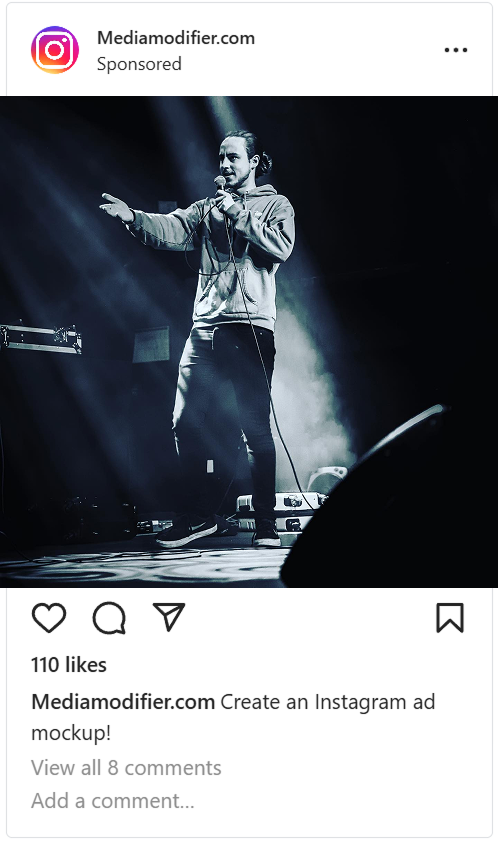 Mediamodifier.com
Sponsored
110 likes
Mediamodifier.com Create an Instagram ad
mockup!
View all 8 comments
Add a comment...